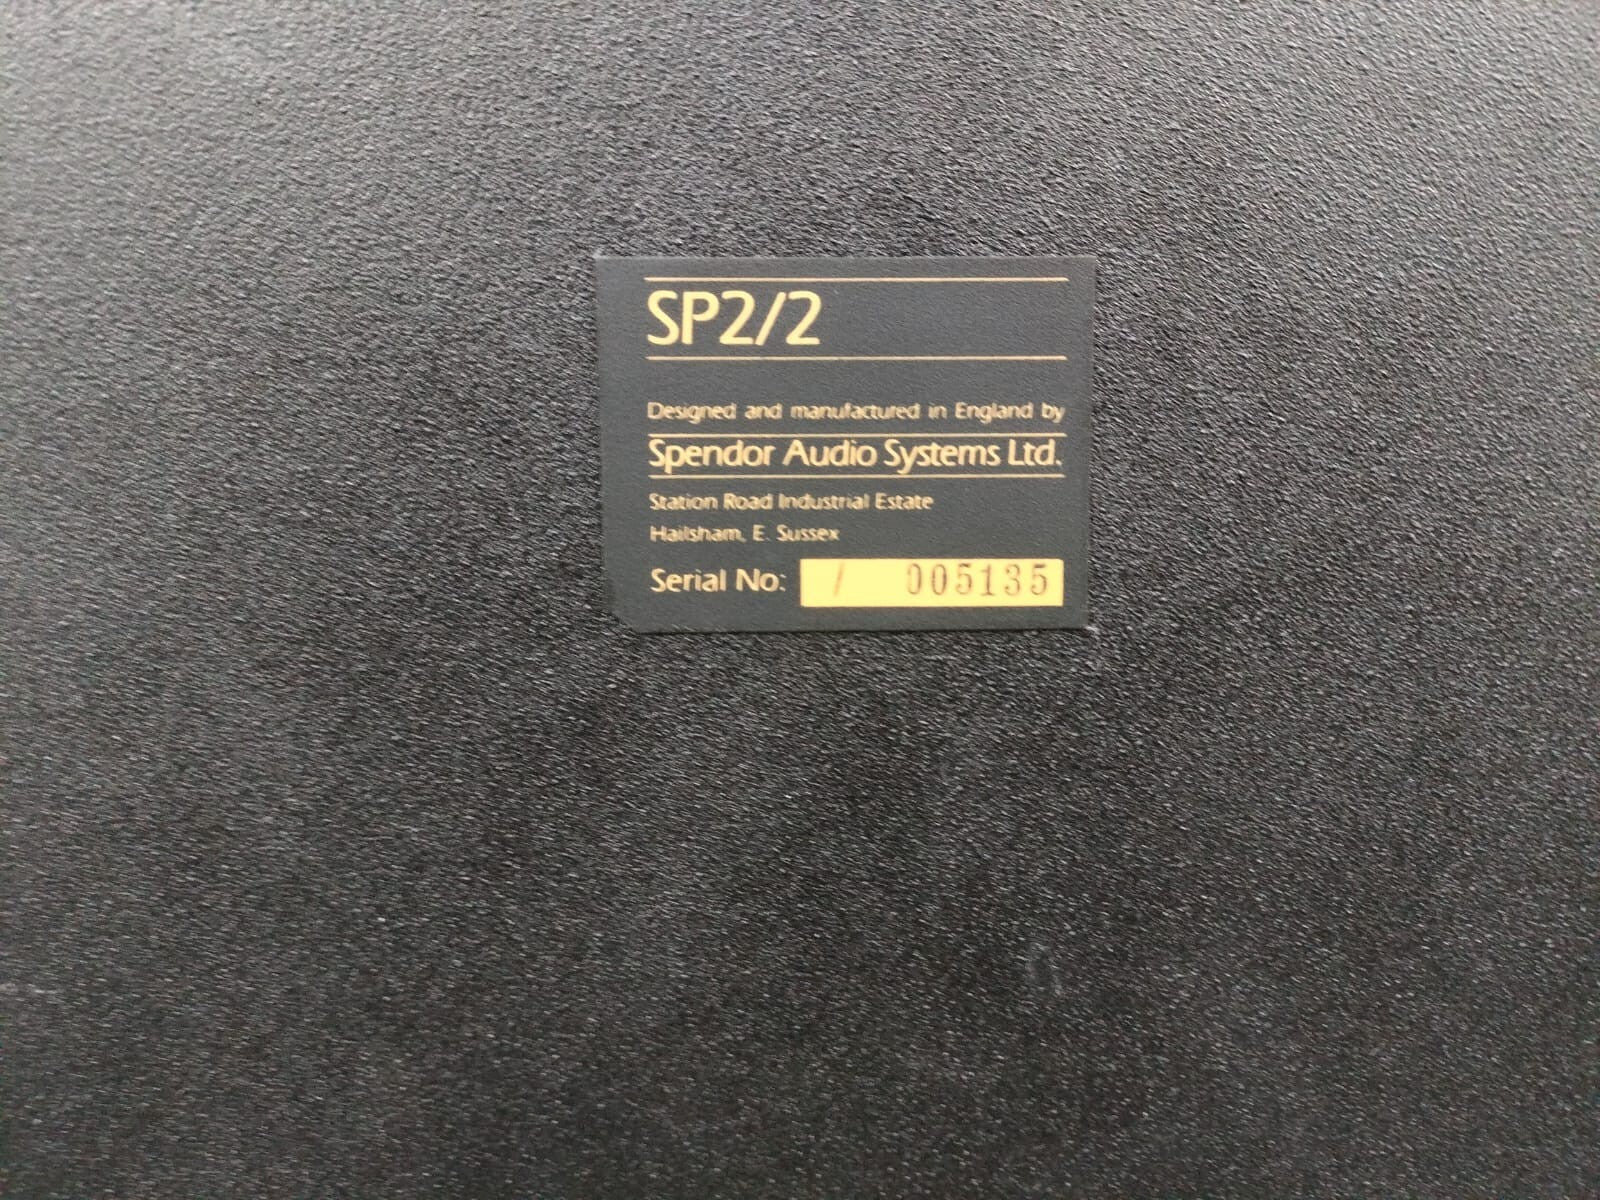 SP2/2
Designed and manufactured in England by
Spendor Audio Systems Ltd.
Station Road Industrial Estate
Hailsham, E. Sussex
Serial No: / 005135